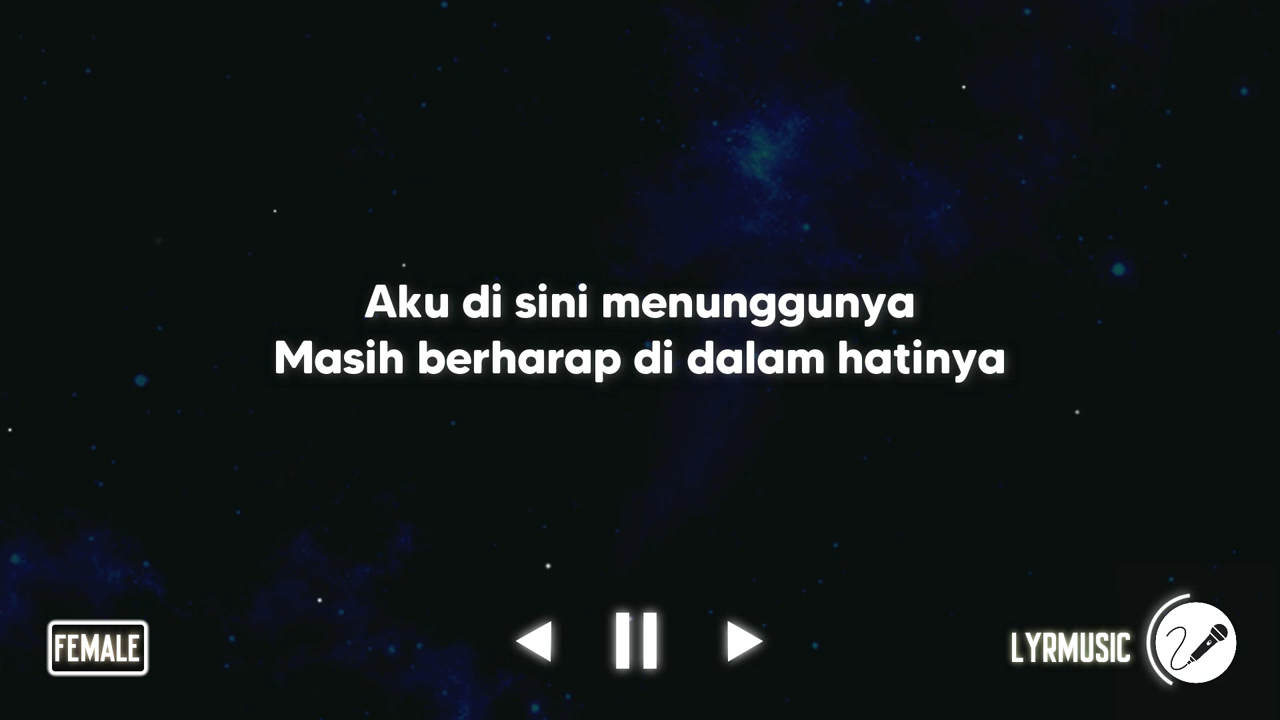 Aku di sini menunggunya
Masih berharap di dalam hatinya
FEMALE
LYRMUSIC